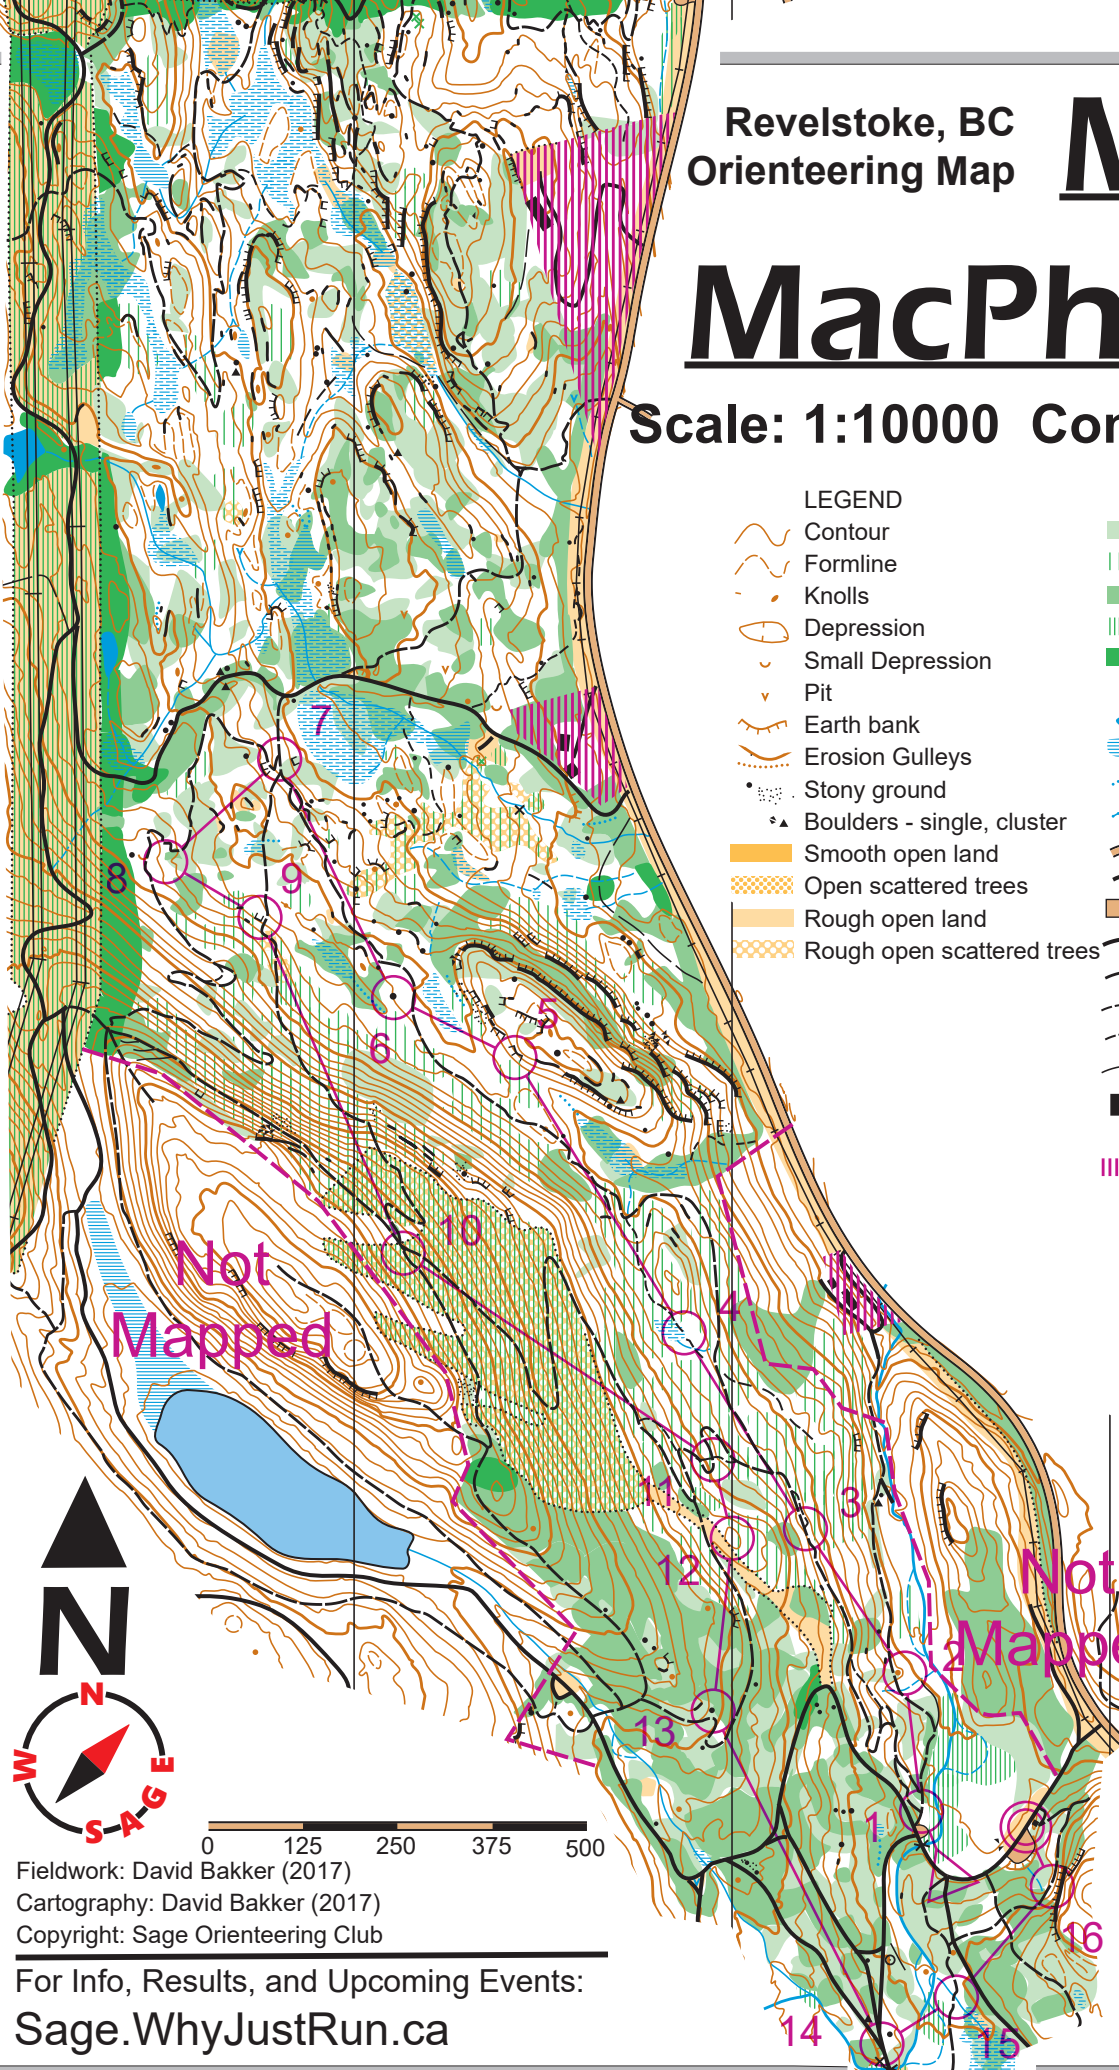 Revelstoke, BC
Orienteering Map
M
MacPh
Scale: 1:10000 Con
LEGEND
Contour
Formline
Knolls
Depression
Small Depression
Pit
Earth bank
Erosion Gulleys
Stony ground
Boulders - single, cluster
Smooth open land
Open scattered trees
Rough open land
Rough open scattered trees
7
8
9
5
6
10
Not
Mapped
4
3
11
12
Not
Mappe
2
13
1
16
14
15
N
N
W
E
S A G
0 125 250 375 500
Fieldwork: David Bakker (2017)
Cartography: David Bakker (2017)
Copyright: Sage Orienteering Club
For Info, Results, and Upcoming Events:
Sage.WhyJustRun.ca